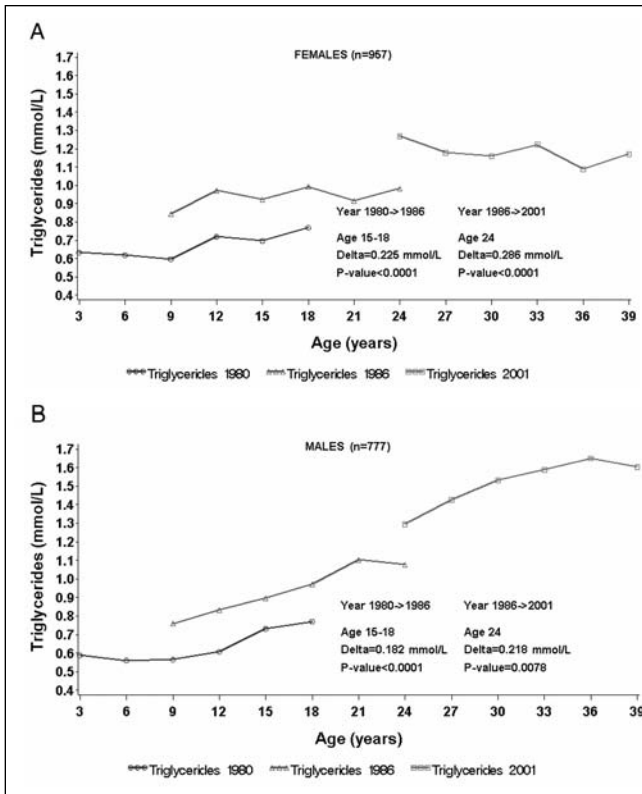 A
FEMALES (n=957)
Triglycerides (mmol/L)
1.7
1.6
1.5
1.4
1.3
1.2
1.1
1.0
0.9
0.8
0.7
0.6
0.5
0.4
Year 1980->1986 Year 1986->2001
Age 15-18 Age 24
Delta=0.225 mmol/L Delta=0.286 mmol/L
P-value<0.0001 P-value<0.0001
3 6 9 12 15 18 21 24 27 30 33 36 39
Age (years)
Triglycerides 1980 Triglycerides 1986 Triglycerides 2001
B
MALES (n=777)
Triglycerides (mmol/L)
1.7
1.6
1.5
1.4
1.3
1.2
1.1
1.0
0.9
0.8
0.7
0.6
0.5
0.4
Year 1980->1986 Year 1986->2001
Age 15-18 Age 24
Delta=0.182 mmol/L Delta=0.218 mmol/L
P-value<0.0001 P-value=0.0078
3 6 9 12 15 18 21 24 27 30 33 36 39
Age (years)
Triglycerides 1980 Triglycerides 1986 Triglycerides 2001